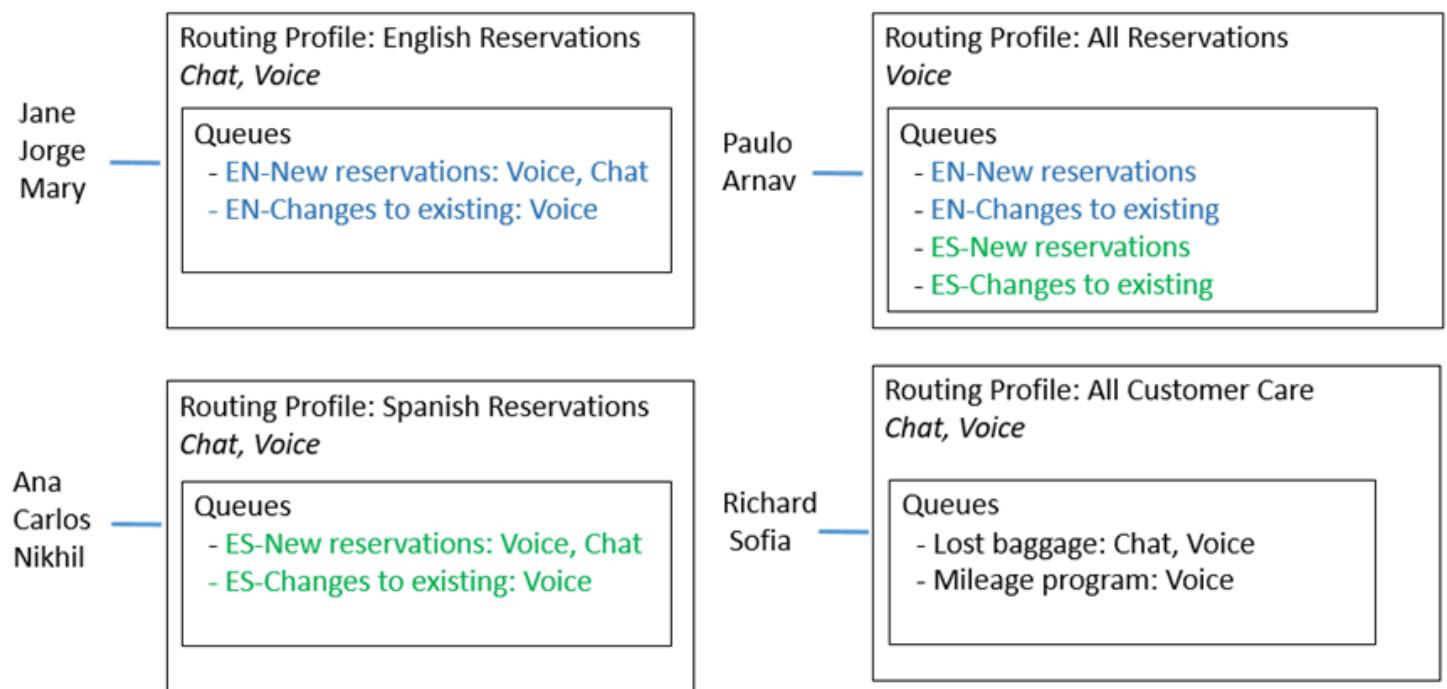 Jane
Jorge
Mary
Routing Profile: English Reservations
Chat, Voice
Queues
- EN-New reservations: Voice, Chat
- EN-Changes to existing: Voice
Paulo
Arnav
Routing Profile: All Reservations
Voice
Queues
- EN-New reservations
- EN-Changes to existing
- ES-New reservations
- ES-Changes to existing
Ana
Carlos
Nikhil
Routing Profile: Spanish Reservations
Chat, Voice
Queues
- ES-New reservations: Voice, Chat
- ES-Changes to existing: Voice
Richard
Sofia
Routing Profile: All Customer Care
Chat, Voice
Queues
- Lost baggage: Chat, Voice
- Mileage program: Voice